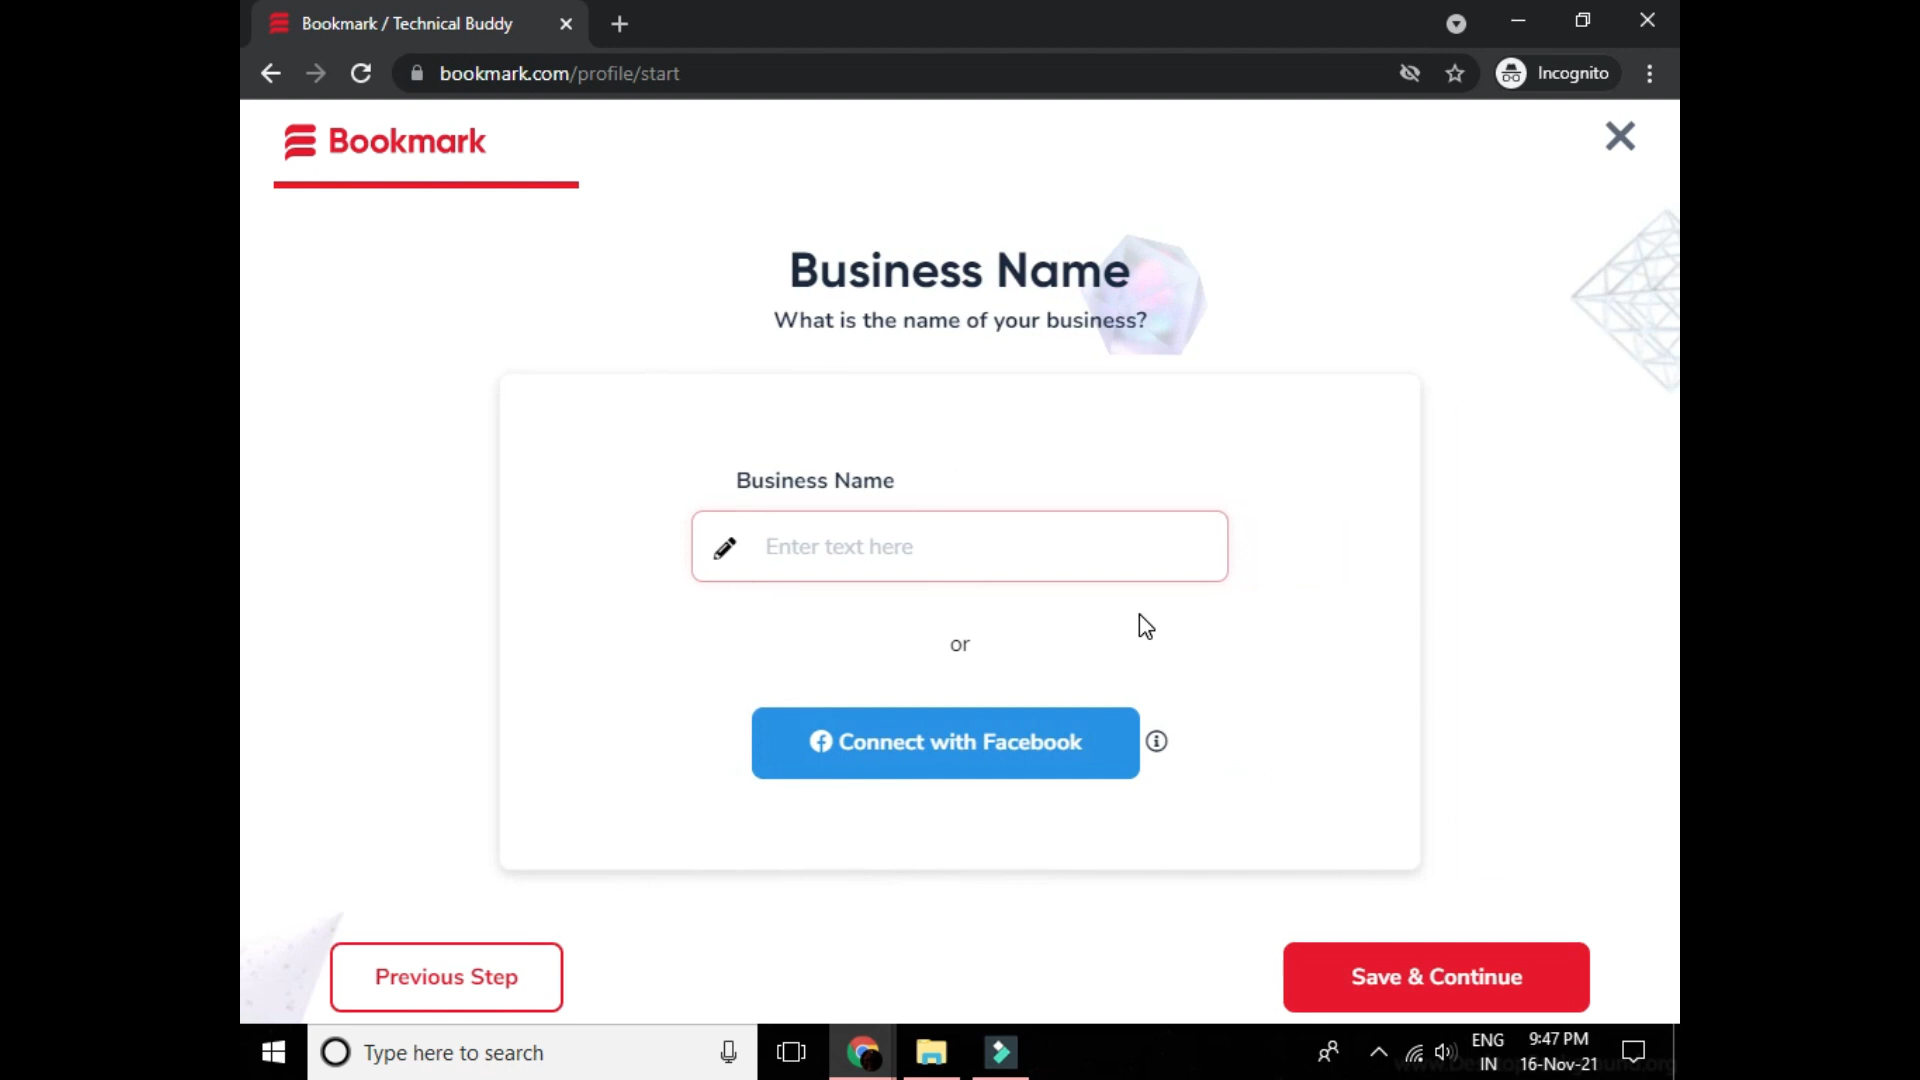 Bookmark / Technical Buddy
bookmark.com/profile/start
Incognito
Bookmark
Business Name
What is the name of your business?
Business Name
Enter text here
or
Connect with Facebook
Previous Step
Save & Continue
Type here to search
ENG
IN
9:47 PM
16-Nov-21